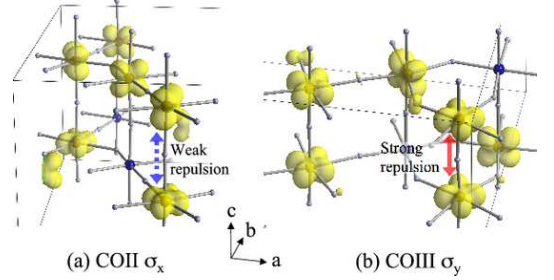 Weak
repulsion
Strong
repulsion
c
b
a
(a) COII σx
(b) COIII σy